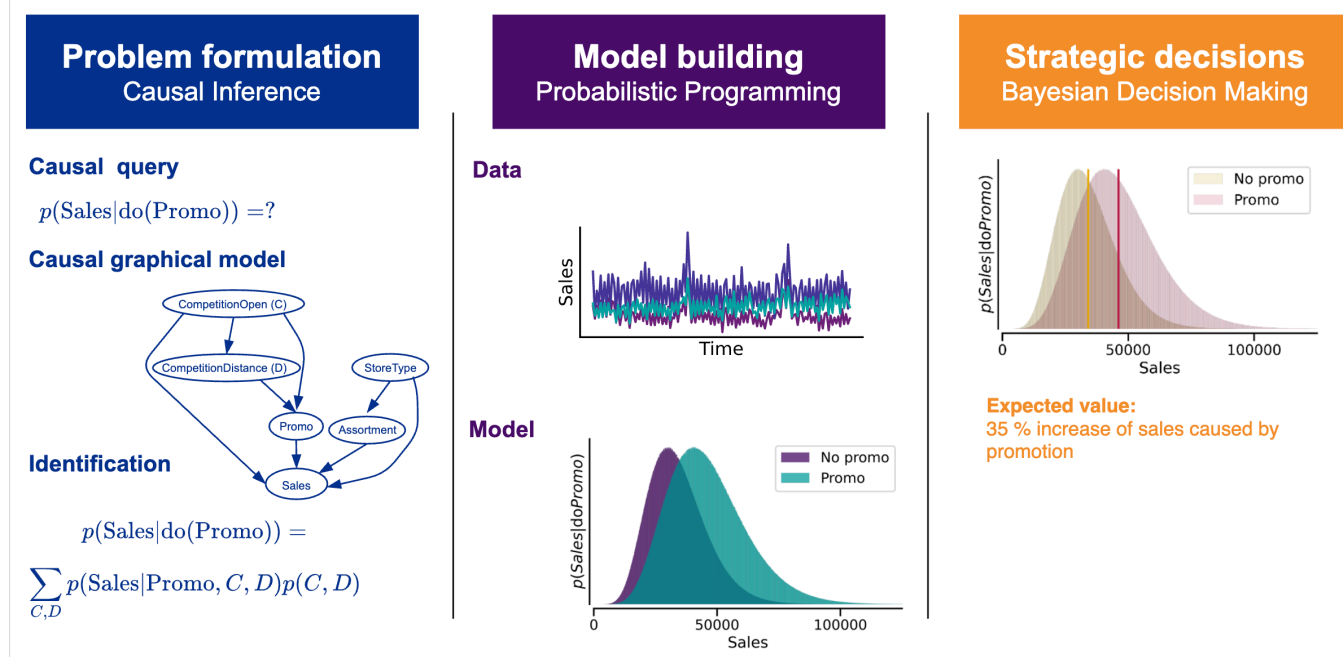 Problem formulation
Causal Inference
Causal query
p(Sales|do(Promo)) =?
Causal graphical model
CompetitionOpen (C)
CompetitionDistance (D)
StoreType
Promo
Assortment
Sales
Identification
p(Sales|do(Promo)) =
∑ p(Sales|Promo, C, D)p(C, D)
C,D
Model building
Probabilistic Programming
Data
Sales
Time
Model
No promo
Promo
p(Sales|doPromo)
0 50000 100000
Sales
Strategic decisions
Bayesian Decision Making
No promo
Promo
p(Sales|doPromo)
0 50000 100000
Sales
Expected value:
35 % increase of sales caused by
promotion